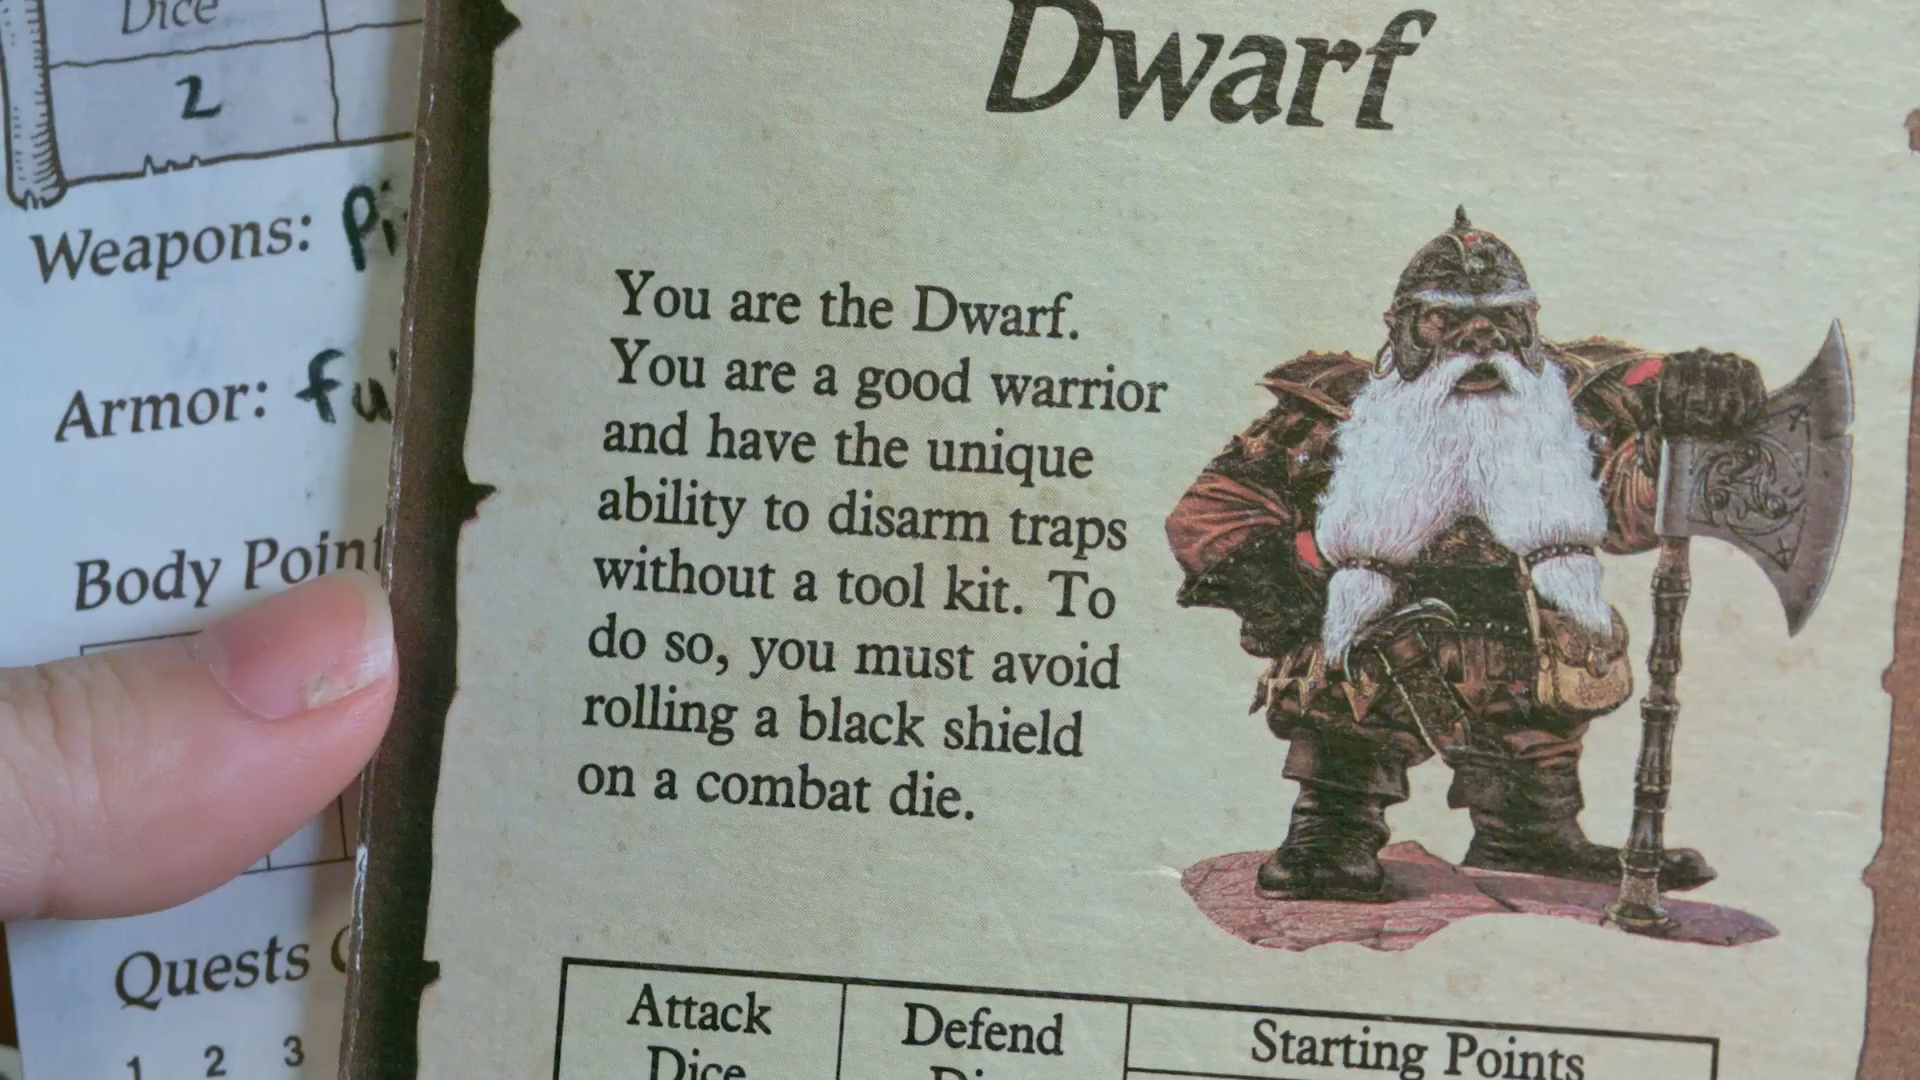 Dice
2
Weapons:
Armor:
Body
Quests
1 2 3
Dwarf
You are the Dwarf.
You are a good warrior
and have the unique
ability to disarm traps
without a tool kit. To
do so, you must avoid
rolling a black shield
on a combat die.
Attack
Dice
Defend
Starting Points